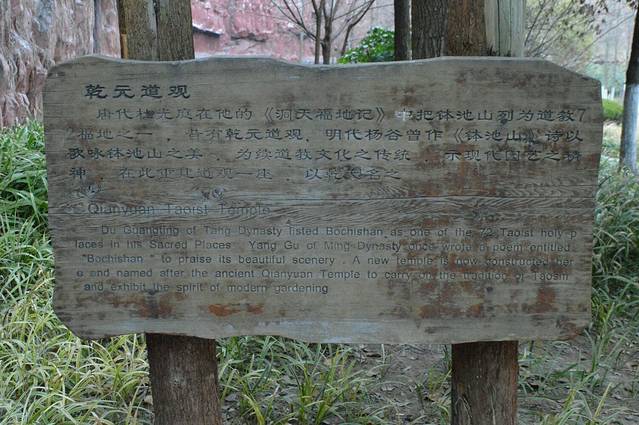 乾元道观
唐代杜光庭在他的《洞天福地记》中把钵池山列为道教7
2福地之一，昔有乾元道观，明代杨谷曾作《钵池山》诗以
歌咏钵池山之美，为续道教文化之传统，示现代园艺之精
神，在此重建道观一座，以乾元名之
Qianyuan Taoist Temple
Du Guangting of Tang Dynasty listed Bochishan as one of the 72 Taoist holy p
laces in his Sacred Places. Yang Gu of Ming Dynasty once wrote a poem entitled
"Bochishan" to praise its beautiful scenery. A new temple is now constructed her
e and named after the ancient Qianyuan Temple to carry on the tradition of Taosm
and exhibit the spirit of modern gardening